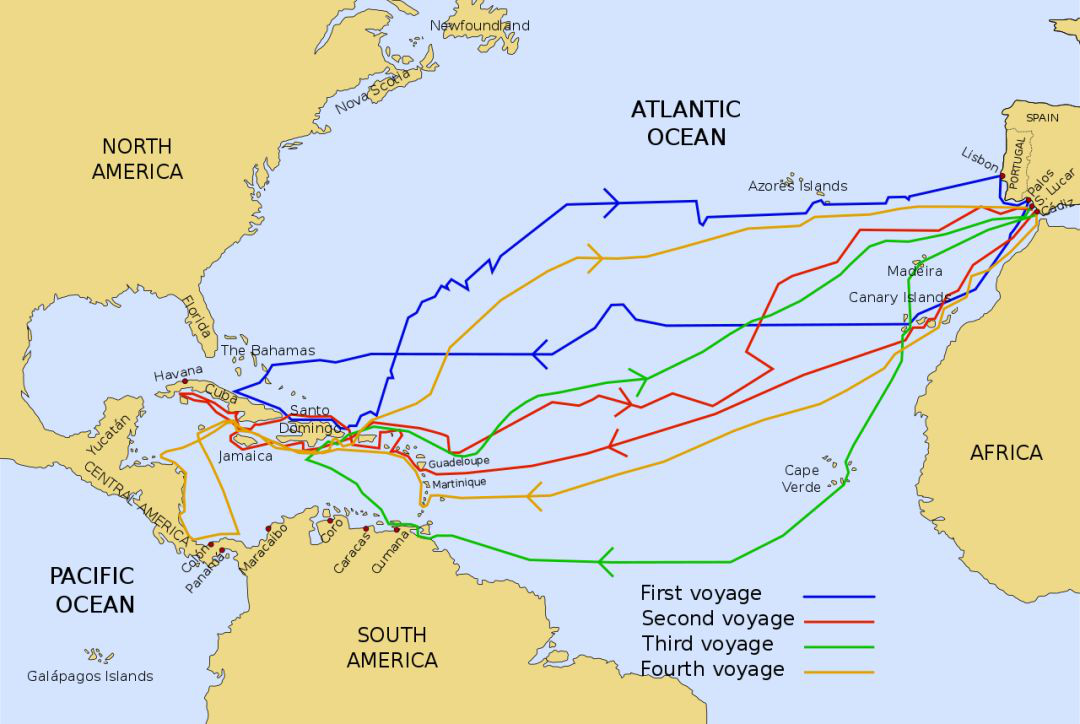 Newfoundland
Nova Scotia
ATLANTIC
OCEAN
NORTH
AMERICA
SPAIN
PORTUGAL
Lisbon
Palos
S. Lucar
Cádiz
Azores Islands
Madeira
Canary Islands
Florida
The Bahamas
Havana
Cuba
Santo
Domingo
Yucatán
Jamaica
Guadeloupe
Martinique
CENTRAL AMERICA
Cape
Verde
AFRICA
Colón
Panamá
Maracaibo
Coro
Caracas
Cumaná
PACIFIC
OCEAN
SOUTH
AMERICA
Galápagos Islands
First voyage
Second voyage
Third voyage
Fourth voyage